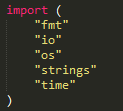 import (
    "fmt"
    "io"
    "os"
    "strings"
    "time"
)